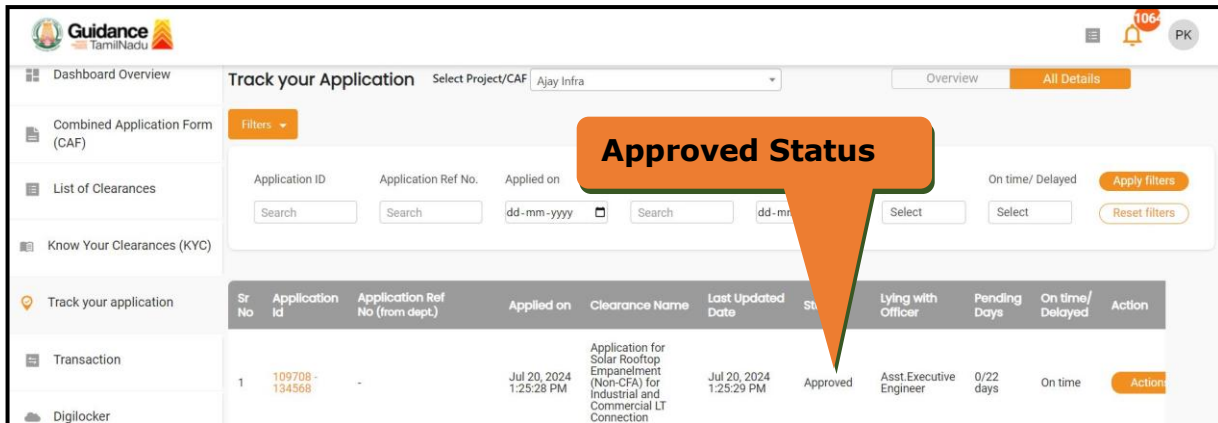 Guidance
TamilNadu
1064
PK
Dashboard Overview
Track your Application
Select Project/CAF
Ajay Infra
Overview
All Details
Combined Application Form
(CAF)
Filters
Approved Status
List of Clearances
Application ID
Application Ref No.
Applied on
On time/ Delayed
Apply filters
Search
Search
dd-mm-yyyy
Search
Select
Select
Reset filters
Know Your Clearances (KYC)
Track your application
Sr No
Application Id
Application Ref No (from dept.)
Applied on
Clearance Name
Last Updated Date
Lying with Officer
Pending Days
On time/ Delayed
Action
Transaction
1
109708 -
134568
-
Jul 20, 2024
1:25:28 PM
Application for
Solar Rooftop
Empanelment
(Non-CFA) for
Industrial and
Commercial LT
Connection
Jul 20, 2024
1:25:29 PM
Approved
Asst.Executive
Engineer
0/22
days
On time
Action
Digilocker